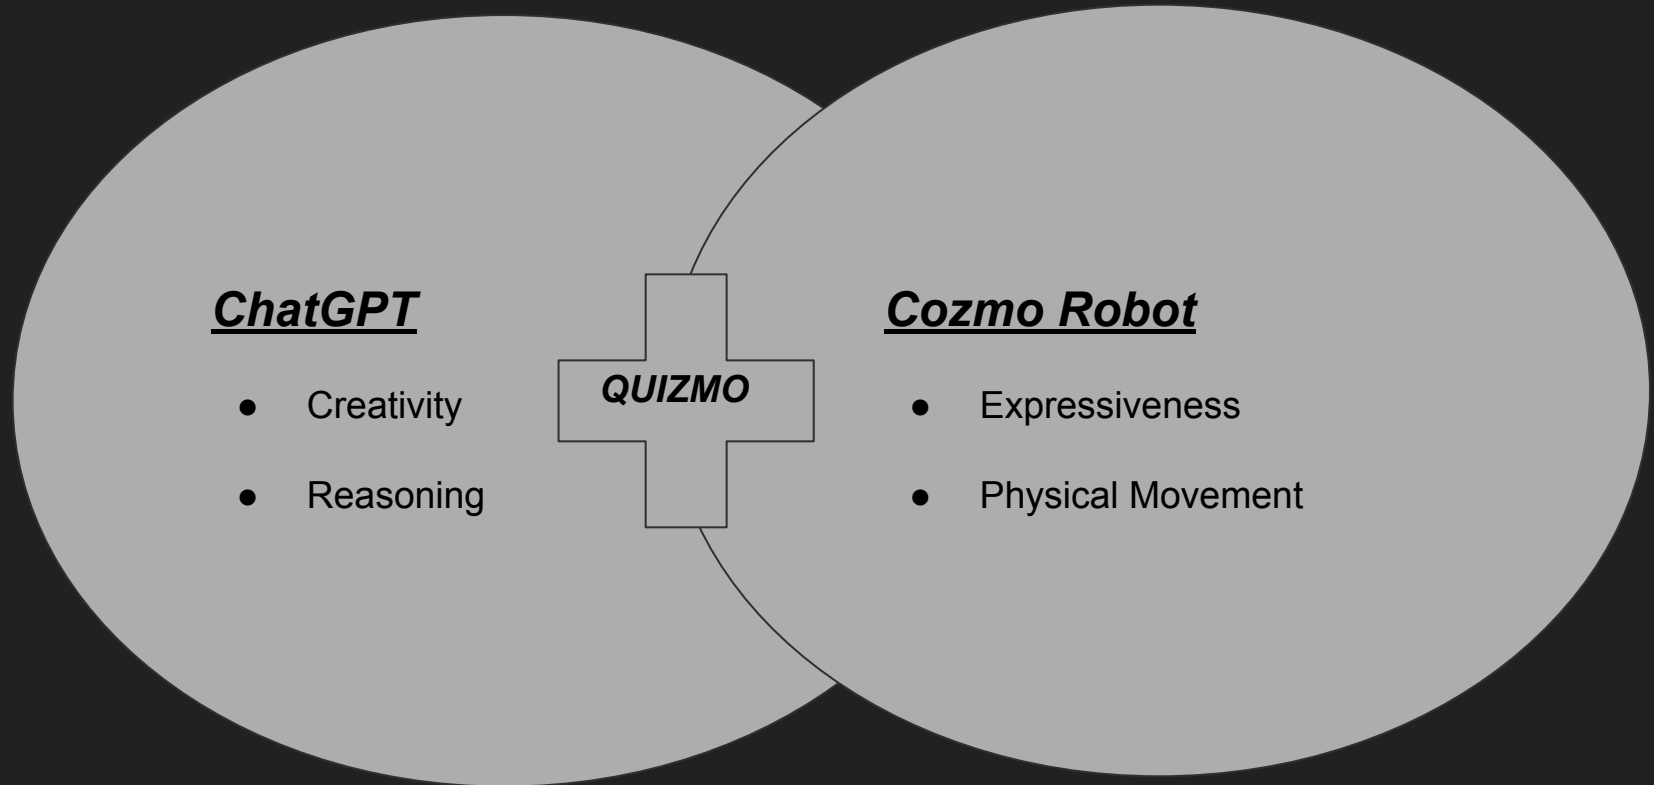 ChatGPT
● Creativity
● Reasoning
QUIZMO
Cozmo Robot
● Expressiveness
● Physical Movement